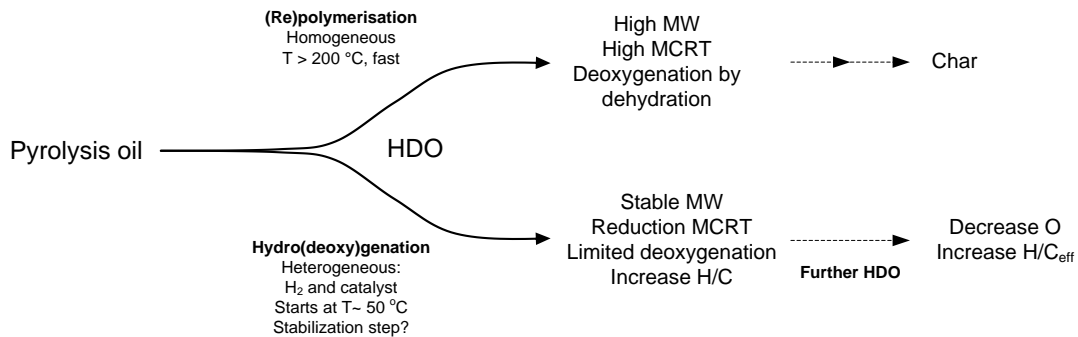 (Re)polymerisation
Homogeneous
T > 200 °C, fast
High MW
High MCRT
Deoxygenation by
dehydration
Char
Pyrolysis oil
HDO
Hydro(deoxy)genation
Heterogeneous:
H₂ and catalyst
Starts at T~ 50 °C
Stabilization step?
Stable MW
Reduction MCRT
Limited deoxygenation
Increase H/C
Further HDO
Decrease O
Increase H/Ceff